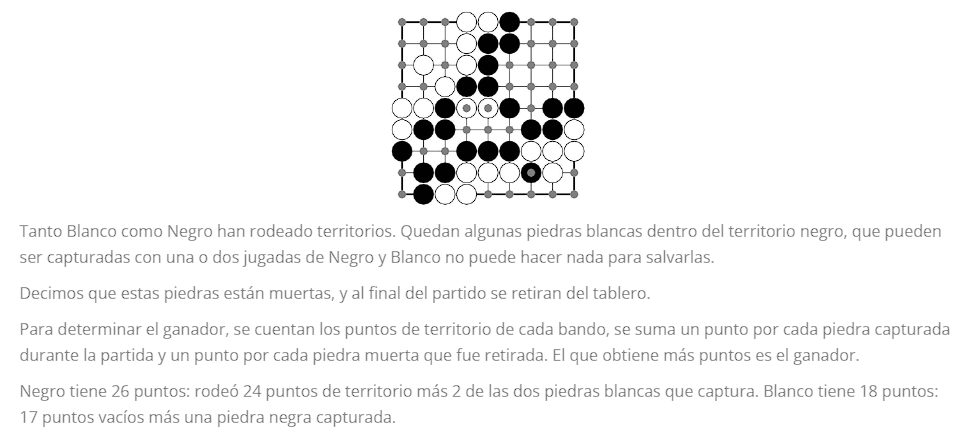 Tanto Blanco como Negro han rodeado territorios. Quedan algunas piedras blancas dentro del territorio negro, que pueden
ser capturadas con una o dos jugadas de Negro y Blanco no puede hacer nada para salvarlas.
Decimos que estas piedras están muertas, y al final del partido se retiran del tablero.
Para determinar el ganador, se cuentan los puntos de territorio de cada bando, se suma un punto por cada piedra capturada
durante la partida y un punto por cada piedra muerta que fue retirada. El que obtiene más puntos es el ganador.
Negro tiene 26 puntos: rodeó 24 puntos de territorio más 2 de las dos piedras blancas que captura. Blanco tiene 18 puntos:
17 puntos vacíos más una piedra negra capturada.